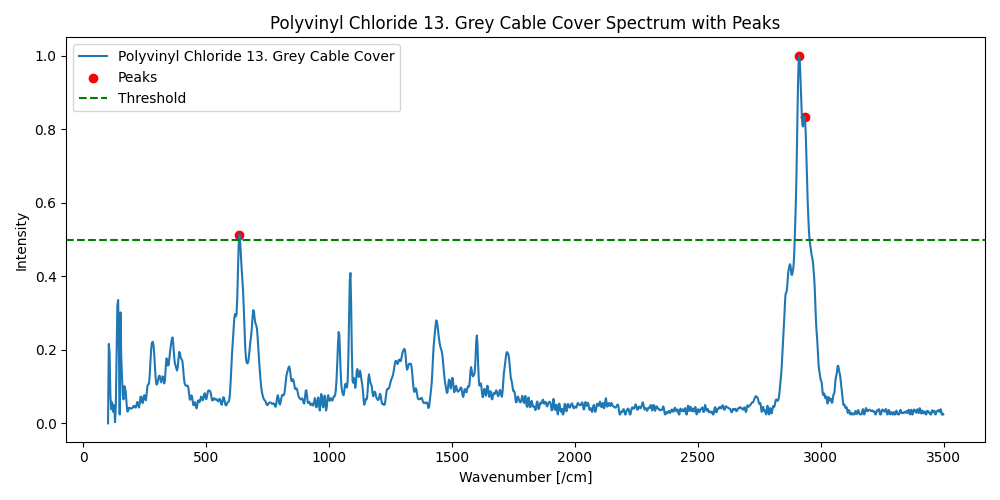 Polyvinyl Chloride 13. Grey Cable Cover Spectrum with Peaks
Polyvinyl Chloride 13. Grey Cable Cover
Peaks
Threshold
1.0
0.8
0.6
0.4
0.2
0.0
Intensity
0 500 1000 1500 2000 2500 3000 3500
Wavenumber [/cm]